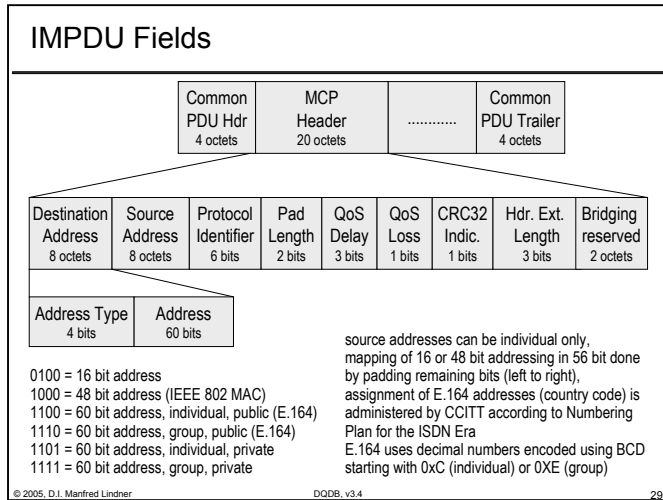 IMPDU Fields
Common
PDU Hdr
4 octets
MCP
Header
20 octets
............
Common
PDU Trailer
4 octets
Destination
Address
8 octets
Source
Address
8 octets
Protocol
Identifier
6 bits
Pad
Length
2 bits
QoS
Delay
3 bits
QoS
Loss
1 bits
CRC32
Indic.
1 bits
Hdr. Ext.
Length
3 bits
Bridging
reserved
2 octets
Address Type
4 bits
Address
60 bits
0100 = 16 bit address
1000 = 48 bit address (IEEE 802 MAC)
1100 = 60 bit address, individual, public (E.164)
1110 = 60 bit address, group, public (E.164)
1101 = 60 bit address, individual, private
1111 = 60 bit address, group, private
source addresses can be individual only,
mapping of 16 or 48 bit addressing in 56 bit done
by padding remaining bits (left to right),
assignment of E.164 addresses (country code) is
administered by CCITT according to Numbering
Plan for the ISDN Era
E.164 uses decimal numbers encoded using BCD
starting with 0xC (individual) or 0XE (group)
© 2005, D.I. Manfred Lindner
DQDB, v3.4
29